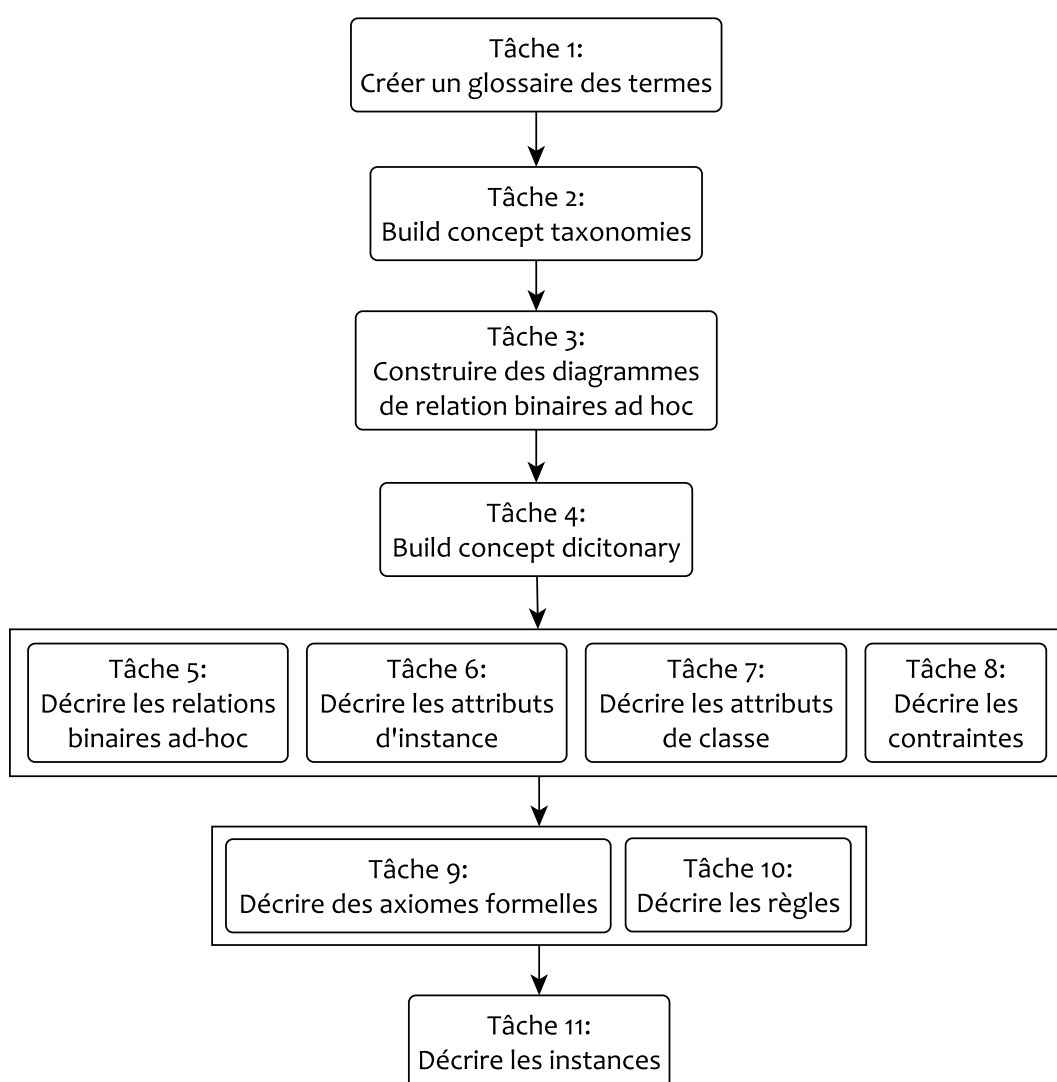 Tâche 1:
Créer un glossaire des termes
Tâche 2:
Build concept taxonomies
Tâche 3:
Construire des diagrammes
de relation binaires ad hoc
Tâche 4:
Build concept dicitonary
Tâche 5:
Décrire les relations
binaires ad-hoc
Tâche 6:
Décrire les attributs
d'instance
Tâche 7:
Décrire les attributs
de classe
Tâche 8:
Décrire les
contraintes
Tâche 9:
Décrire des axiomes formelles
Tâche 10:
Décrire les règles
Tâche 11:
Décrire les instances